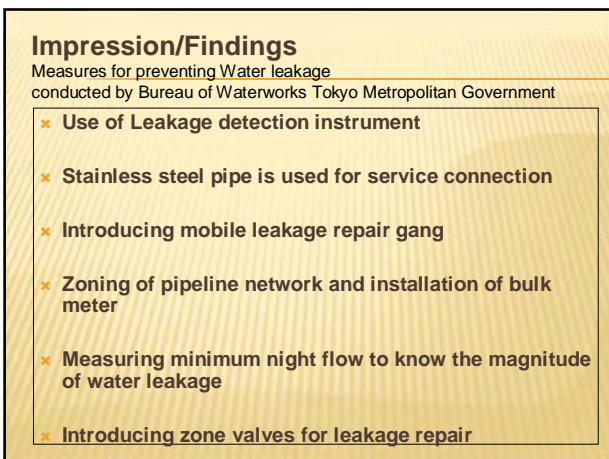 Impression/Findings
Measures for preventing Water leakage
conducted by Bureau of Waterworks Tokyo Metropolitan Government
Use of Leakage detection instrument
Stainless steel pipe is used for service connection
Introducing mobile leakage repair gang
Zoning of pipeline network and installation of bulk
meter
Measuring minimum night flow to know the magnitude
of water leakage
Introducing zone valves for leakage repair